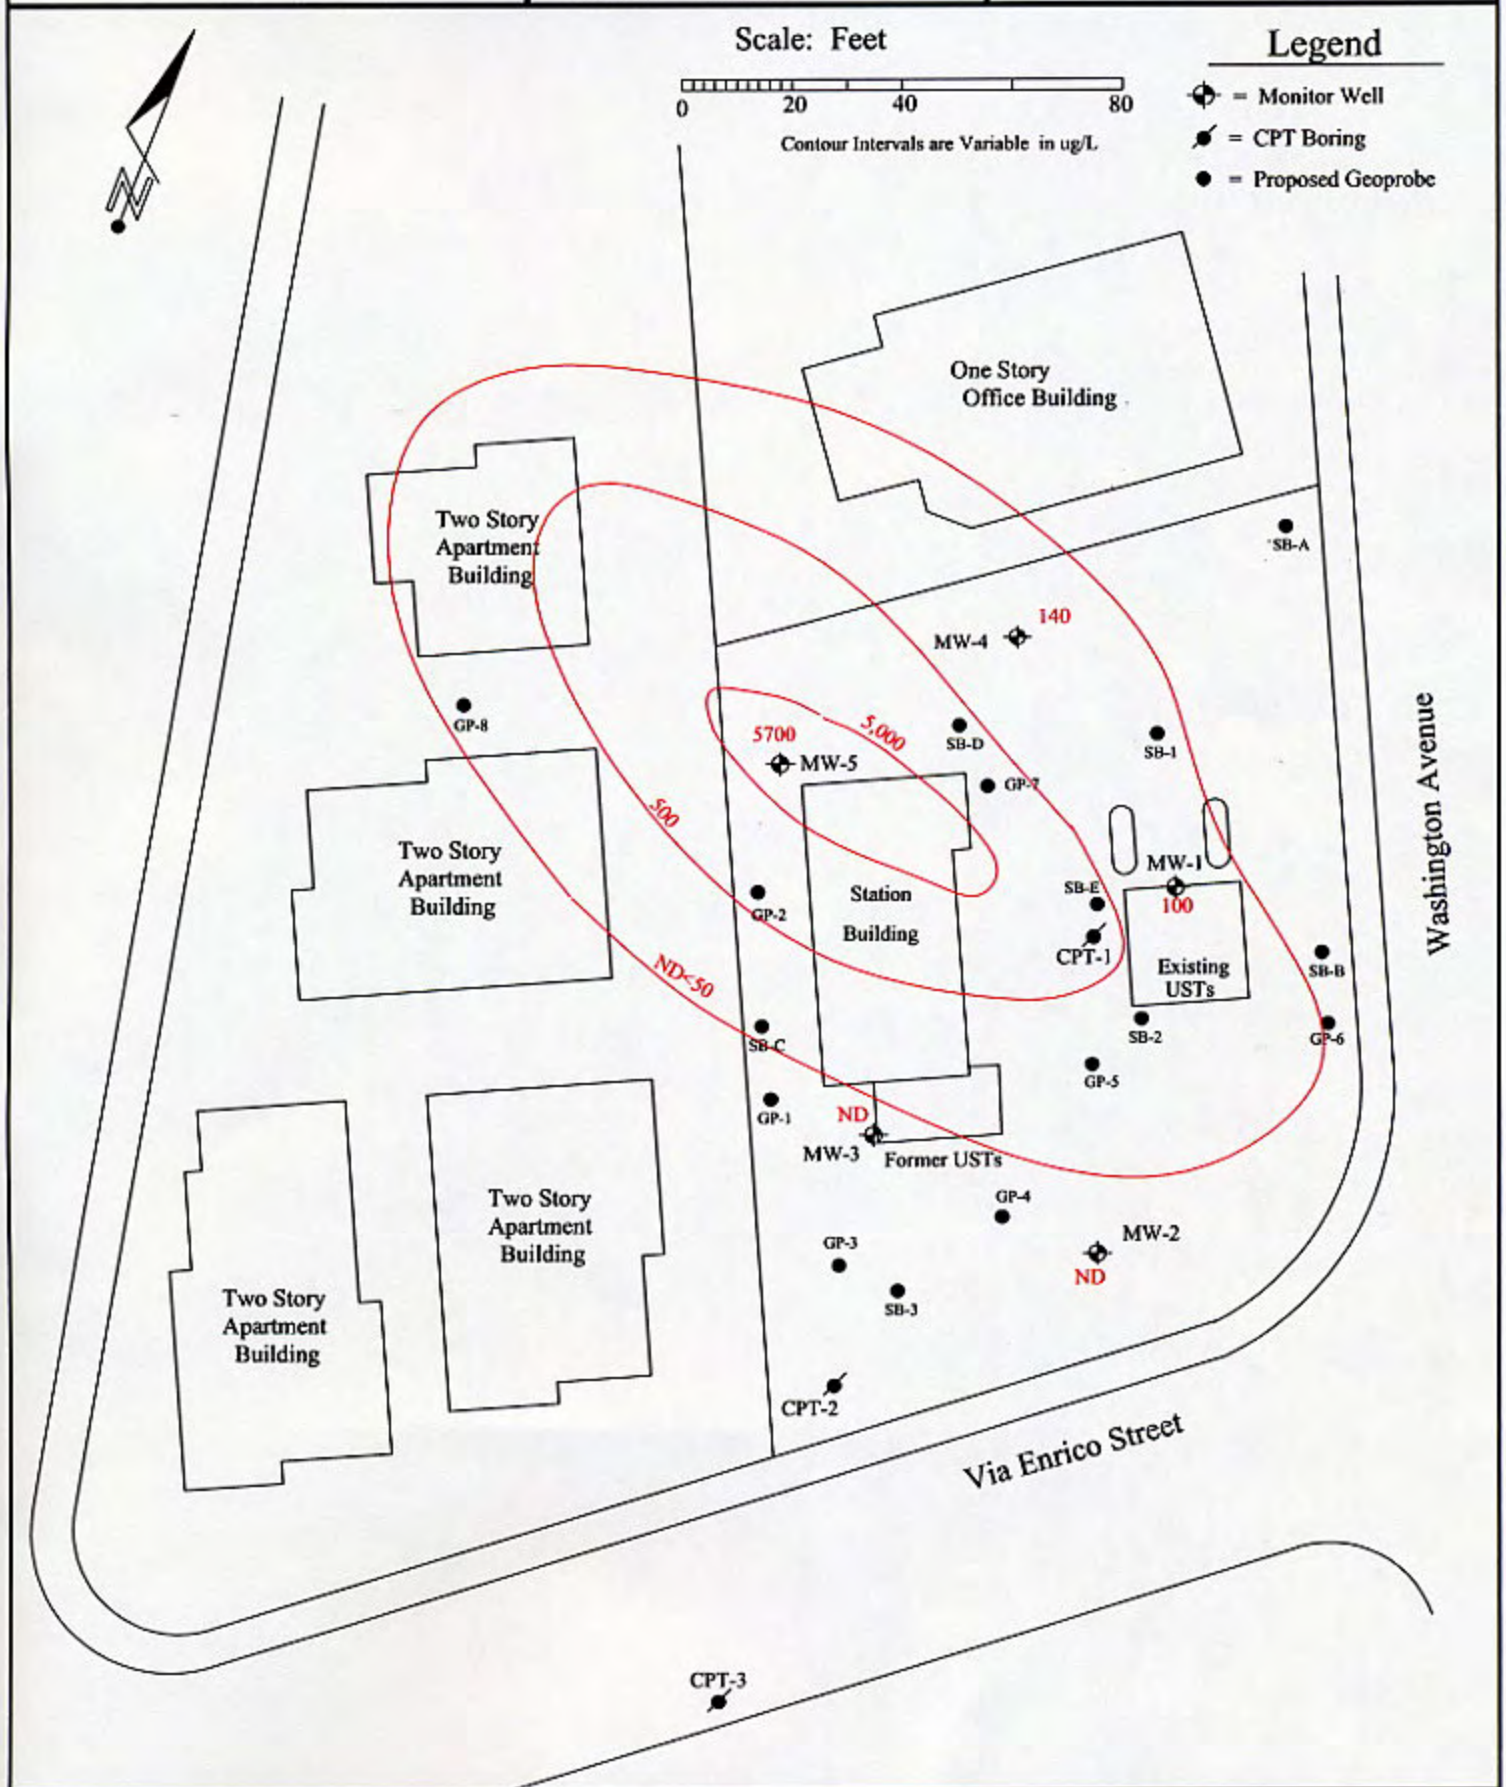 Scale: Feet
0 20 40 80
Contour Intervals are Variable in ug/L
Legend
= Monitor Well
= CPT Boring
= Proposed Geoprobe
N
One Story
Office Building
SB-A
Two Story
Apartment
Building
140
MW-4
GP-8
5700
MW-5
5,000
SB-D
SB-1
GP-7
500
Two Story
Apartment
Building
MW-1
100
SB-E
GP-2
Station
Building
CPT-1
Existing
USTs
SB-B
Washington Avenue
ND<50
SB-C
SB-2
GP-6
GP-5
GP-1
ND
MW-3
Former USTs
Two Story
Apartment
Building
GP-4
MW-2
ND
GP-3
SB-3
Two Story
Apartment
Building
CPT-2
Via Enrico Street
CPT-3